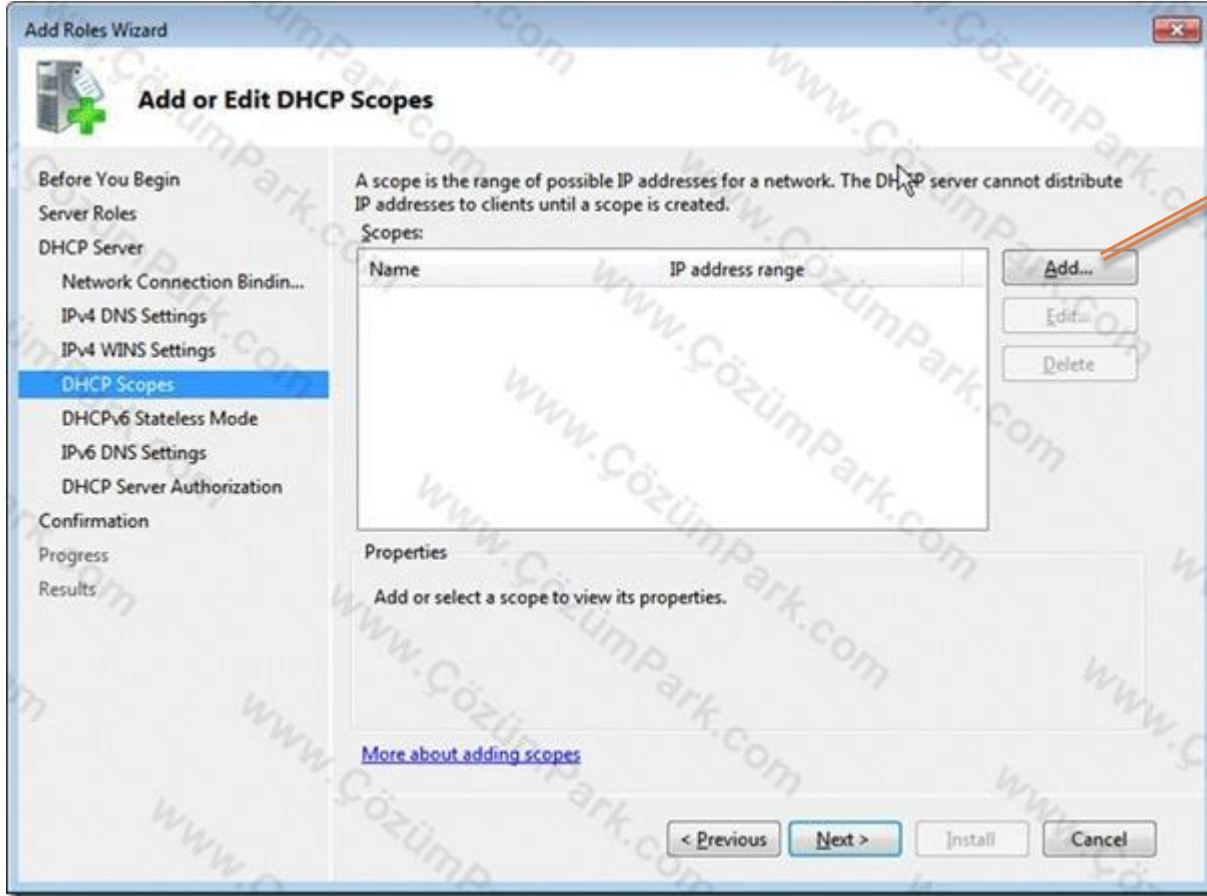 Add Roles Wizard
Add or Edit DHCP Scopes
Before You Begin
Server Roles
DHCP Server
Network Connection Bindin...
IPv4 DNS Settings
IPv4 WINS Settings
DHCP Scopes
DHCPv6 Stateless Mode
IPv6 DNS Settings
DHCP Server Authorization
Confirmation
Progress
Results
A scope is the range of possible IP addresses for a network. The DHCP server cannot distribute
IP addresses to clients until a scope is created.
Scopes:
Name IP address range
Add...
Edit...
Delete
Properties
Add or select a scope to view its properties.
More about adding scopes
< Previous Next > Install Cancel
www.ÇözümPark.com